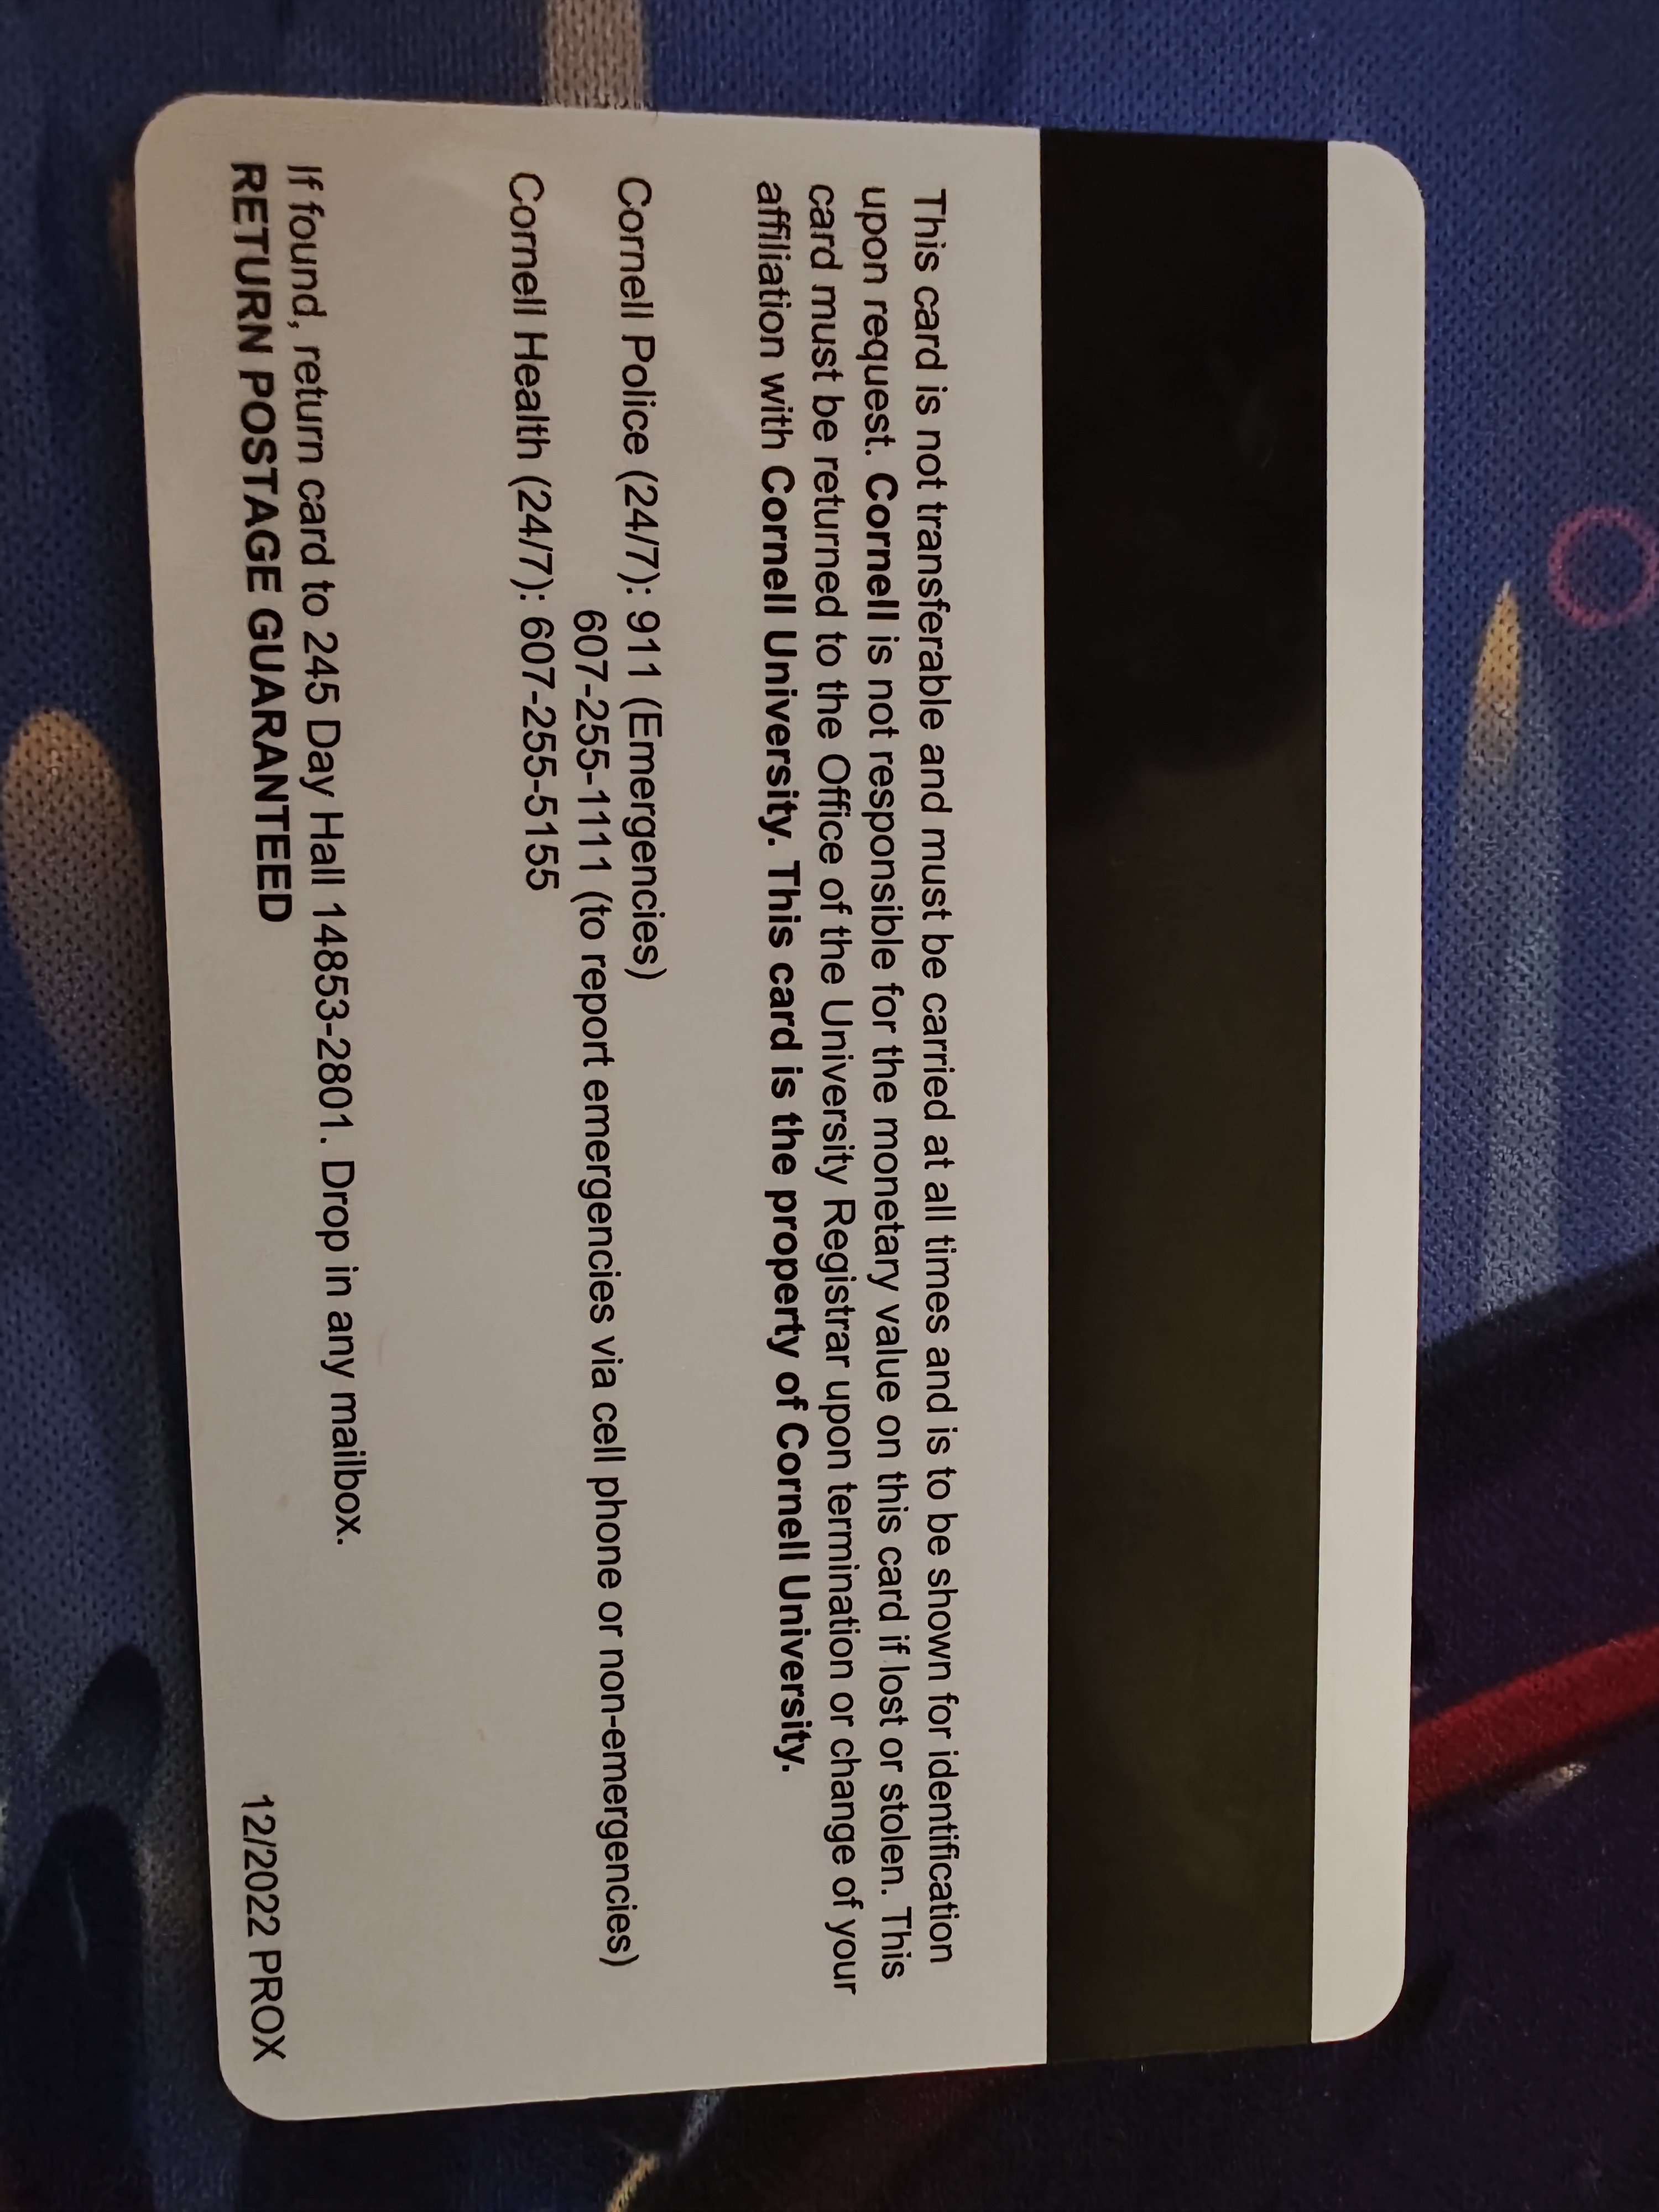 This card is not transferable and must be carried at all times and is to be shown for identification
upon request. Cornell is not responsible for the monetary value on this card if lost or stolen. This
card must be returned to the Office of the University Registrar upon termination or change of your
affiliation with Cornell University. This card is the property of Cornell University.
Cornell Police (24/7): 911 (Emergencies)
607-255-1111 (to report emergencies via cell phone or non-emergencies)
Cornell Health (24/7): 607-255-5155
If found, return card to 245 Day Hall 14853-2801. Drop in any mailbox.
RETURN POSTAGE GUARANTEED
12/2022 PROX